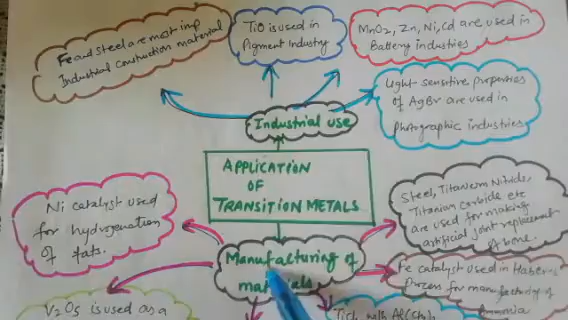 Fe and steel are most imp
Industrial Construction material
TiO is used in
Pigment Industry
MnO2, Zn, Ni, Cd are used in
Battery industries
Light-sensitive properties
of AgBr are used in
photographic industries
Industrial use
APPLICATION
OF
TRANSITION METALS
Ni catalyst used
for hydrogenation
of fats.
Steel, Titanium Nitride,
Titanian Carbide etc
are used for making
artificial joint replacement
Manufacturing of
materials
Fe catalyst used in Haber's
Process for manufacturing of
Ammonia
V2O5 is used as a